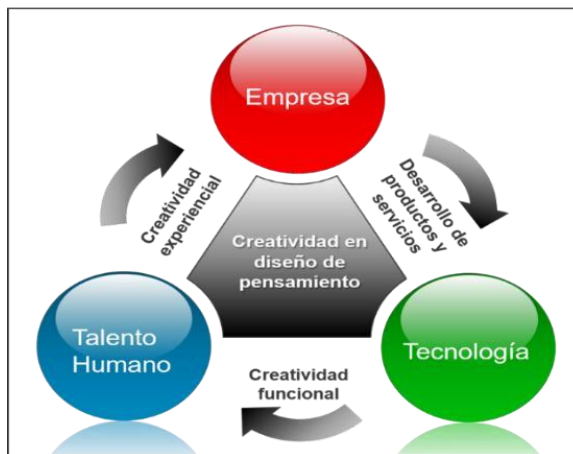 Empresa
Creatividad
experiencial
Desarrollo de
productos y
servicios
Creatividad en
diseño de
pensamiento
Talento
Humano
Tecnología
Creatividad
funcional